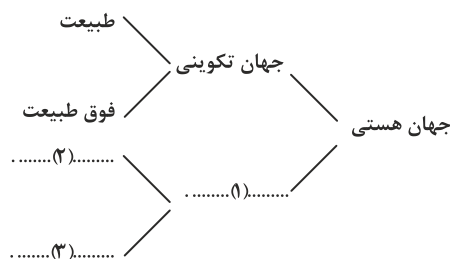 طبیعت
جهان تکوینی
فوق طبیعت
جهان هستی
.........(۲)....... .
.........(۱)........ .
.........(۳)....... .